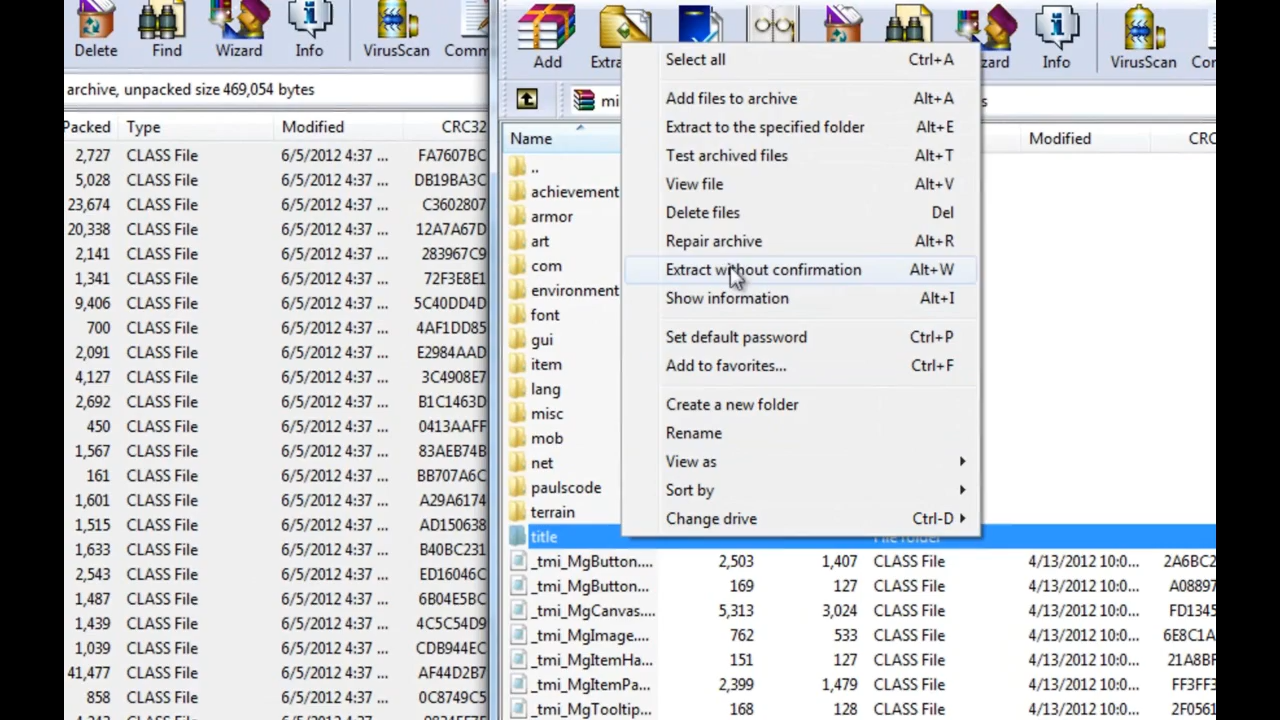 Delete Find Wizard Info VirusScan
archive, unpacked size 469,054 bytes
Packed Type Modified CRC32
2,727 CLASS File 6/5/2012 4:37 ... FA7607BC
5,028 CLASS File 6/5/2012 4:37 ... DB19BA3C
23,674 CLASS File 6/5/2012 4:37 ... C3602807
20,338 CLASS File 6/5/2012 4:37 ... 12A7A67D
2,141 CLASS File 6/5/2012 4:37 ... 283967C9
1,341 CLASS File 6/5/2012 4:37 ... 72F3E8E1
9,406 CLASS File 6/5/2012 4:37 ... 5C40DD4D
700 CLASS File 6/5/2012 4:37 ... 4AF1DD85
2,091 CLASS File 6/5/2012 4:37 ... E2984AAD
4,127 CLASS File 6/5/2012 4:37 ... 3C4908E7
2,692 CLASS File 6/5/2012 4:37 ... B1C1463D
450 CLASS File 6/5/2012 4:37 ... 0413AAFF
1,567 CLASS File 6/5/2012 4:37 ... 83AEB74B
161 CLASS File 6/5/2012 4:37 ... BB707A6C
1,601 CLASS File 6/5/2012 4:37 ... A29A6174
1,515 CLASS File 6/5/2012 4:37 ... AD150638
1,633 CLASS File 6/5/2012 4:37 ... B40BC231
2,543 CLASS File 6/5/2012 4:37 ... ED16046C
1,487 CLASS File 6/5/2012 4:37 ... 6B04E5BC
1,439 CLASS File 6/5/2012 4:37 ... 4C5C54D9
1,039 CLASS File 6/5/2012 4:37 ... CDB944EC
41,477 CLASS File 6/5/2012 4:37 ... AF44D2B7
858 CLASS File 6/5/2012 4:37 ... 0C8749C5
Add Info VirusScan
Name Modified
..
achievement
armor
art
com
environment
font
gui
item
lang
misc
mob
net
paulscode
terrain
title
_tmi_MgButton.... 2,503 1,407 CLASS File 4/13/2012 10:0... 2A6BC2
_tmi_MgButton... 169 127 CLASS File 4/13/2012 10:0... A08897
_tmi_MgCanvas.... 5,313 3,024 CLASS File 4/13/2012 10:0... FD1345
_tmi_MgImage.... 762 533 CLASS File 4/13/2012 10:0... 6E8C1A
_tmi_MgItemHa... 151 127 CLASS File 4/13/2012 10:0... 21A8BF
_tmi_MgItemPa... 2,399 1,479 CLASS File 4/13/2012 10:0... FF3FF3
_tmi_MgTooltip... 168 128 CLASS File 4/13/2012 10:0... 2F0561
Select all Ctrl+A
Add files to archive Alt+A
Extract to the specified folder Alt+E
Test archived files Alt+T
View file Alt+V
Delete files Del
Repair archive Alt+R
Extract without confirmation Alt+W
Show information Alt+I
Set default password Ctrl+P
Add to favorites... Ctrl+F
Create a new folder
Rename
View as
Sort by
Change drive Ctrl-D